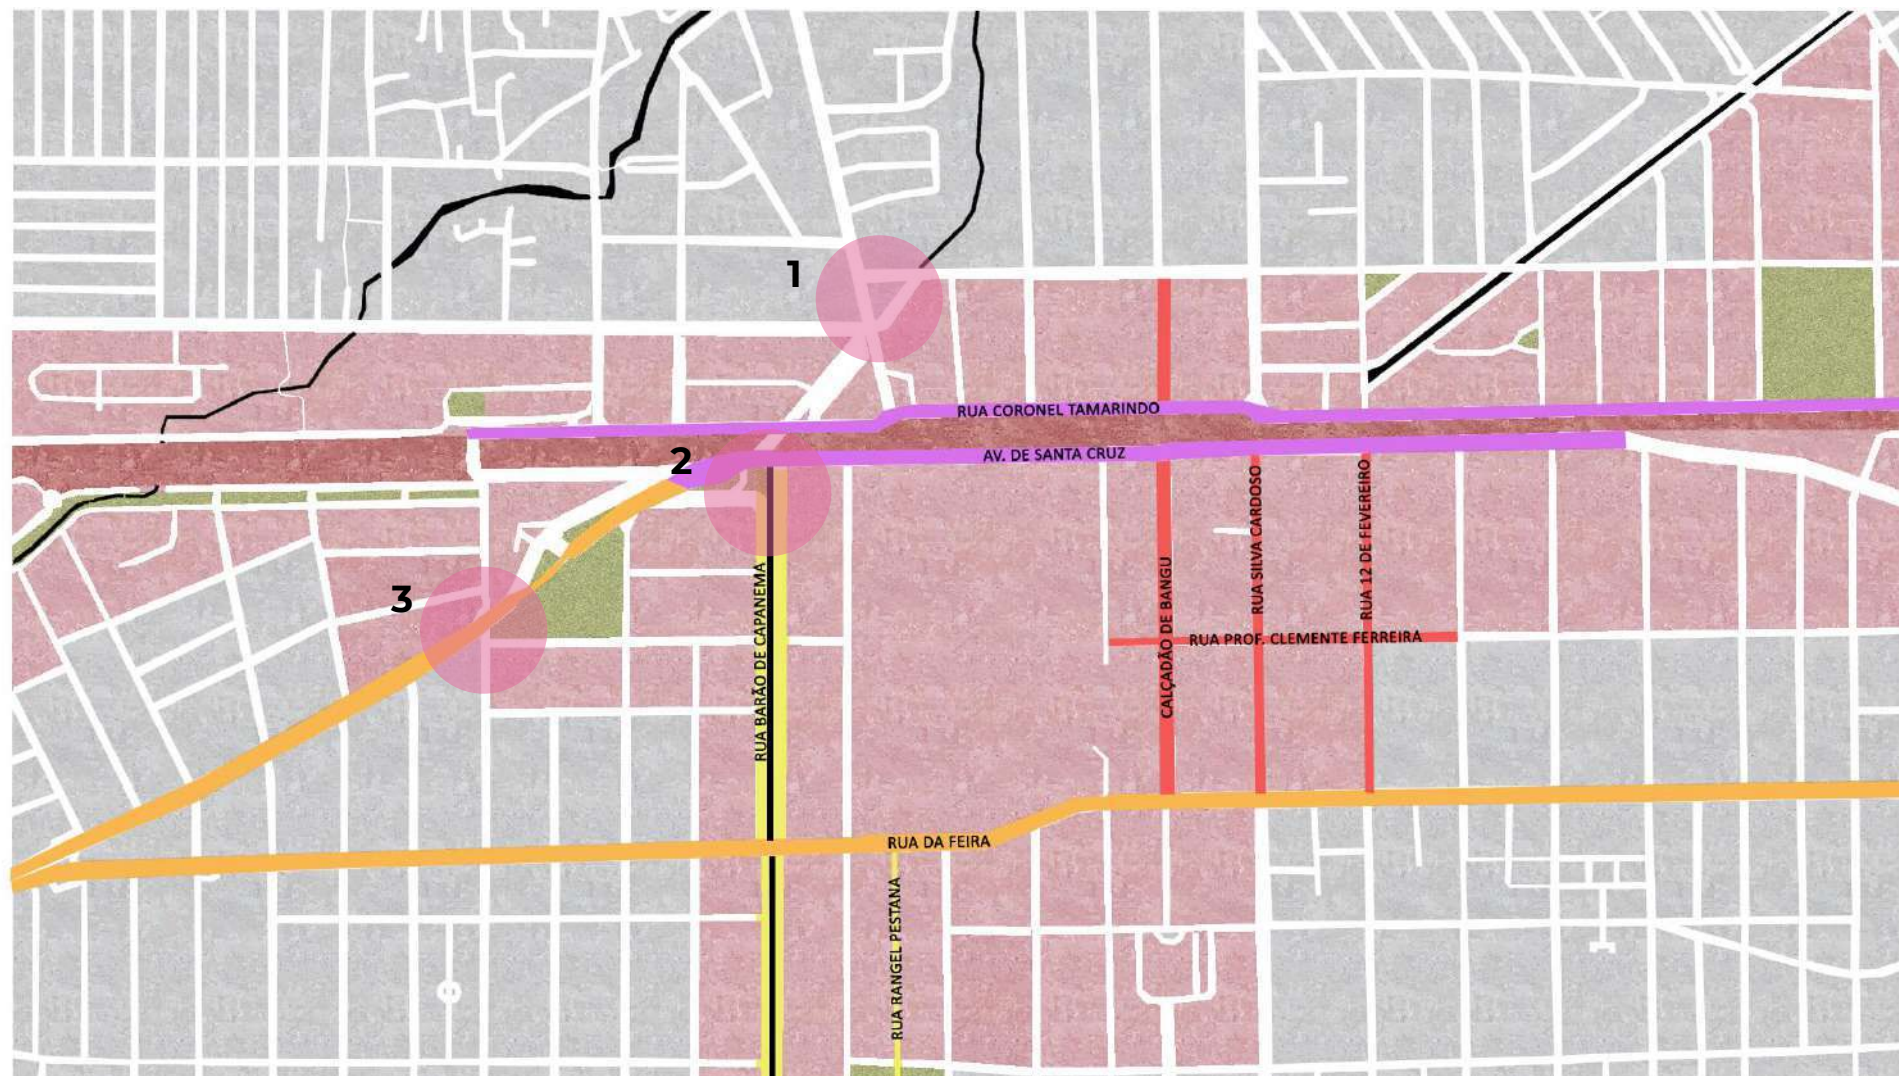 1
RUA CORONEL TAMARINDO
2
AV. DE SANTA CRUZ
3
RUA BARÃO DE CAPANEMA
CALÇADÃO DE BANGU
RUA SILVA CARDOSO
RUA 12 DE FEVEREIRO
RUA PROF. CLEMENTE FERREIRA
RUA DA FEIRA
RUA RANGEL PESTANA